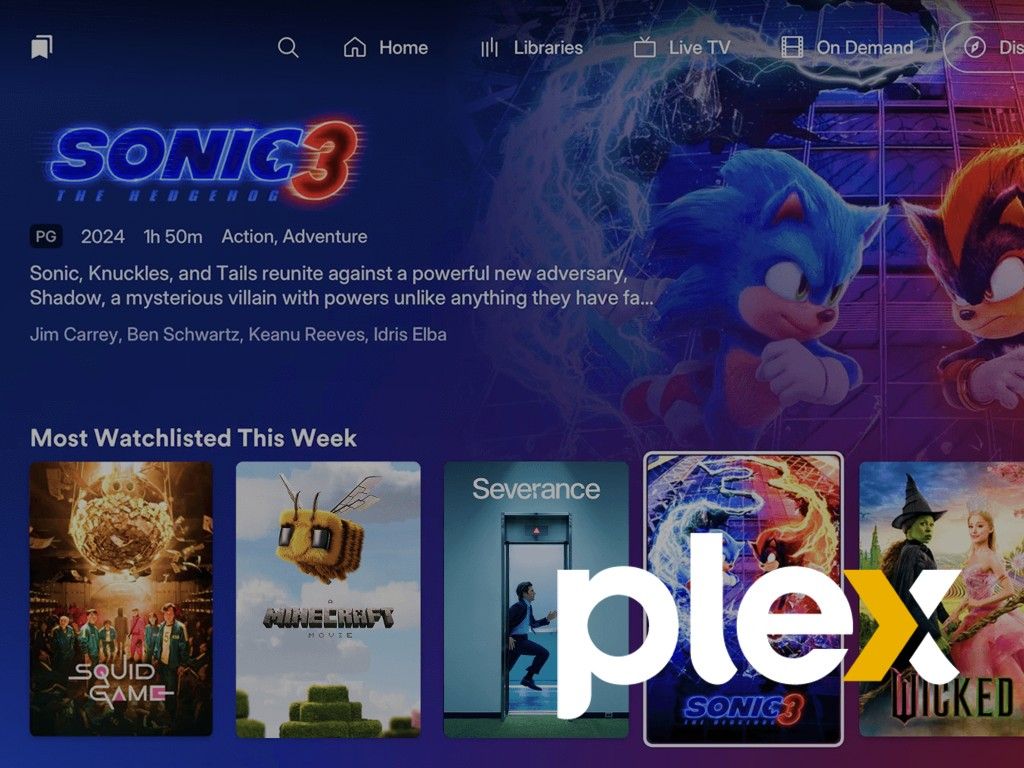 Home
Libraries
Live TV
On Demand
Dis
SONIC 3
THE HEDGEHOG
PG 2024 1h 50m Action, Adventure
Sonic, Knuckles, and Tails reunite against a powerful new adversary,
Shadow, a mysterious villain with powers unlike anything they have fa...
Jim Carrey, Ben Schwartz, Keanu Reeves, Idris Elba
Most Watchlisted This Week
SQUID
GAME
A
MINECRAFT
MOVIE
Severance
SONIC 3
THE HEDGEHOG
WICKED
plex